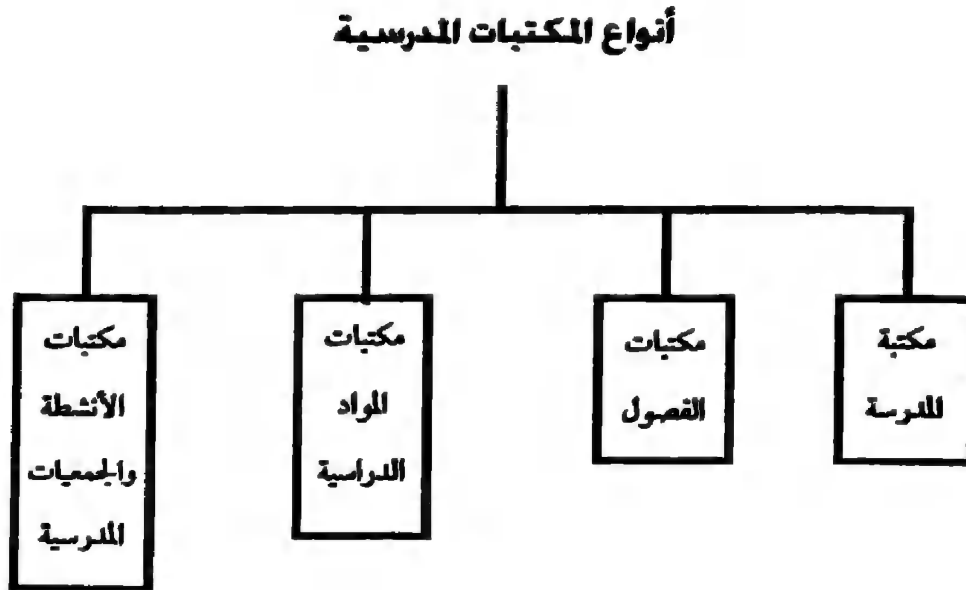 أنواع المكتبات المدرسية
مكتبة
المدرسة
مكتبات
الفصول
مكتبات
المواد
الدراسية
مكتبات
الأنشطة
والجمعيات
المدرسية